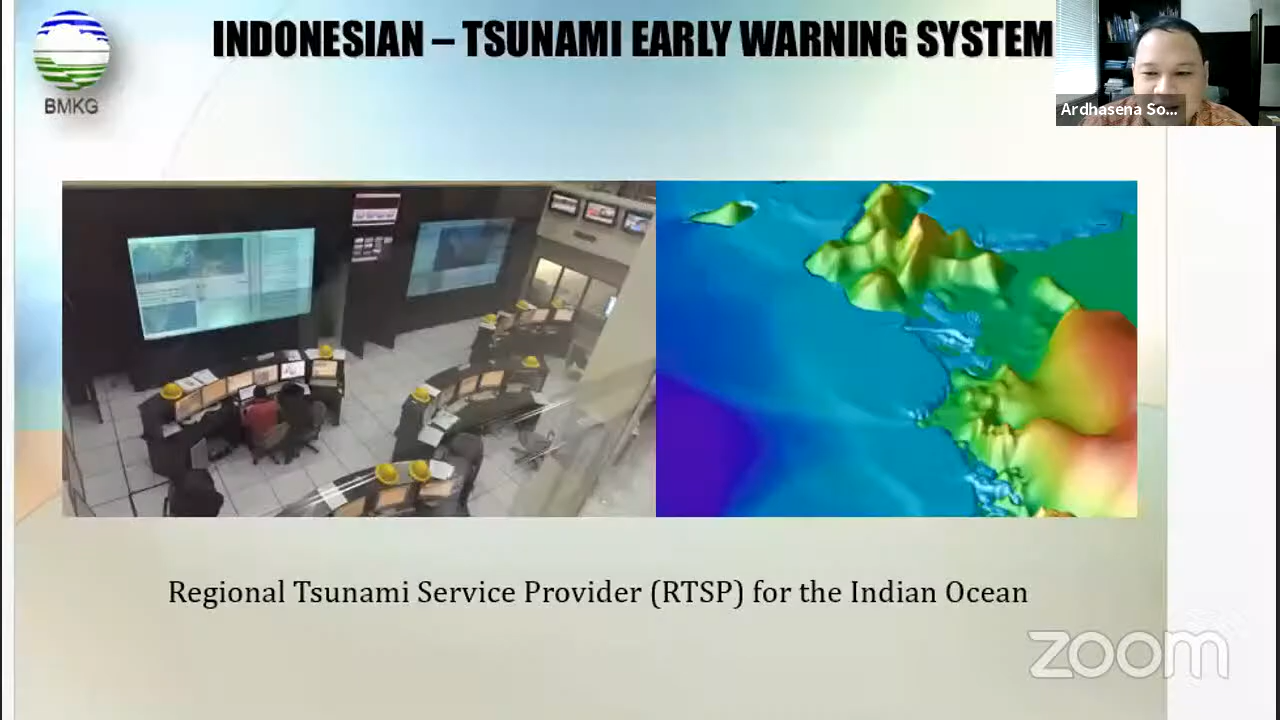 INDONESIAN – TSUNAMI EARLY WARNING SYSTEM
BMKG
Ardhasena So...
Regional Tsunami Service Provider (RTSP) for the Indian Ocean
zoom